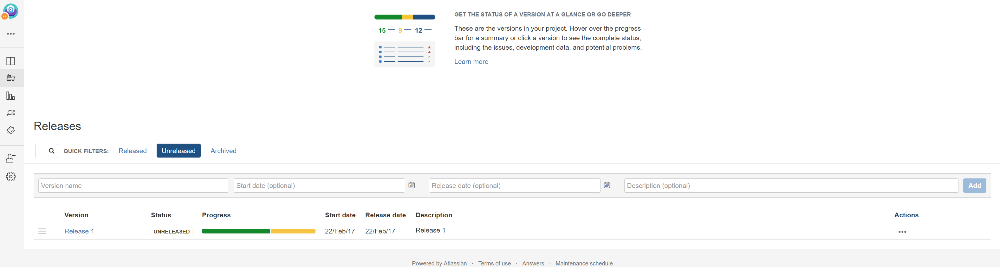 GET THE STATUS OF A VERSION AT A GLANCE OR GO DEEPER
15 9 12
These are the versions in your project. Hover over the progress
bar for a summary or click a version to see the complete status,
including the issues, development data, and potential problems.
Learn more
Releases
QUICK FILTERS: Released Unreleased Archived
Version name Start date (optional) Release date (optional) Description (optional) Add
Version Status Progress Start date Release date Description Actions
Release 1 UNRELEASED 22/Feb/17 22/Feb/17 Release 1
Powered by Atlassian · Terms of use · Answers · Maintenance schedule